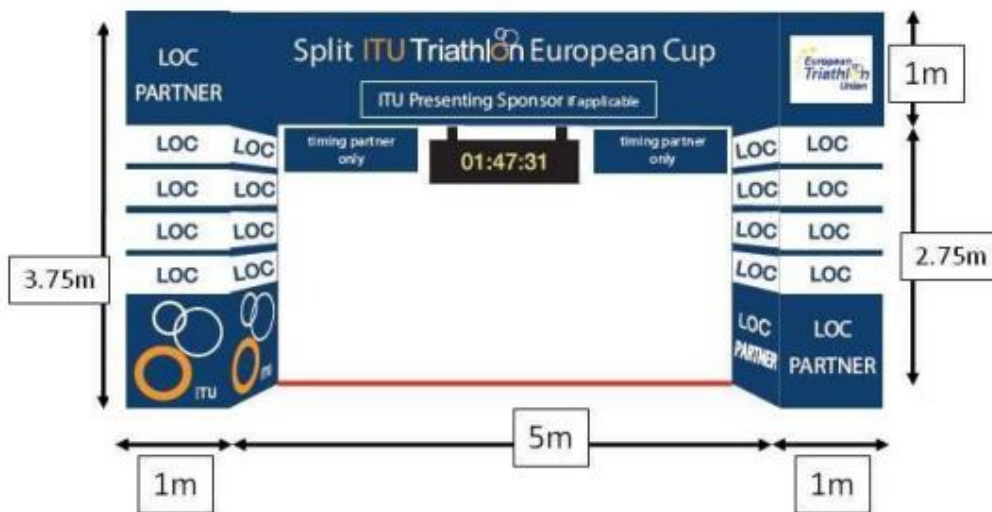 LOC
PARTNER
Split ITU Triathlon European Cup
ITU Presenting Sponsor if applicable
European
Triathlon
Union
1m
timing partner
only
01:47:31
timing partner
only
LOC LOC LOC LOC
LOC LOC LOC LOC
LOC LOC LOC LOC
LOC LOC LOC LOC
3.75m
2.75m
ITU
ITU
LOC
PARTNER
LOC
PARTNER
1m
5m
1m